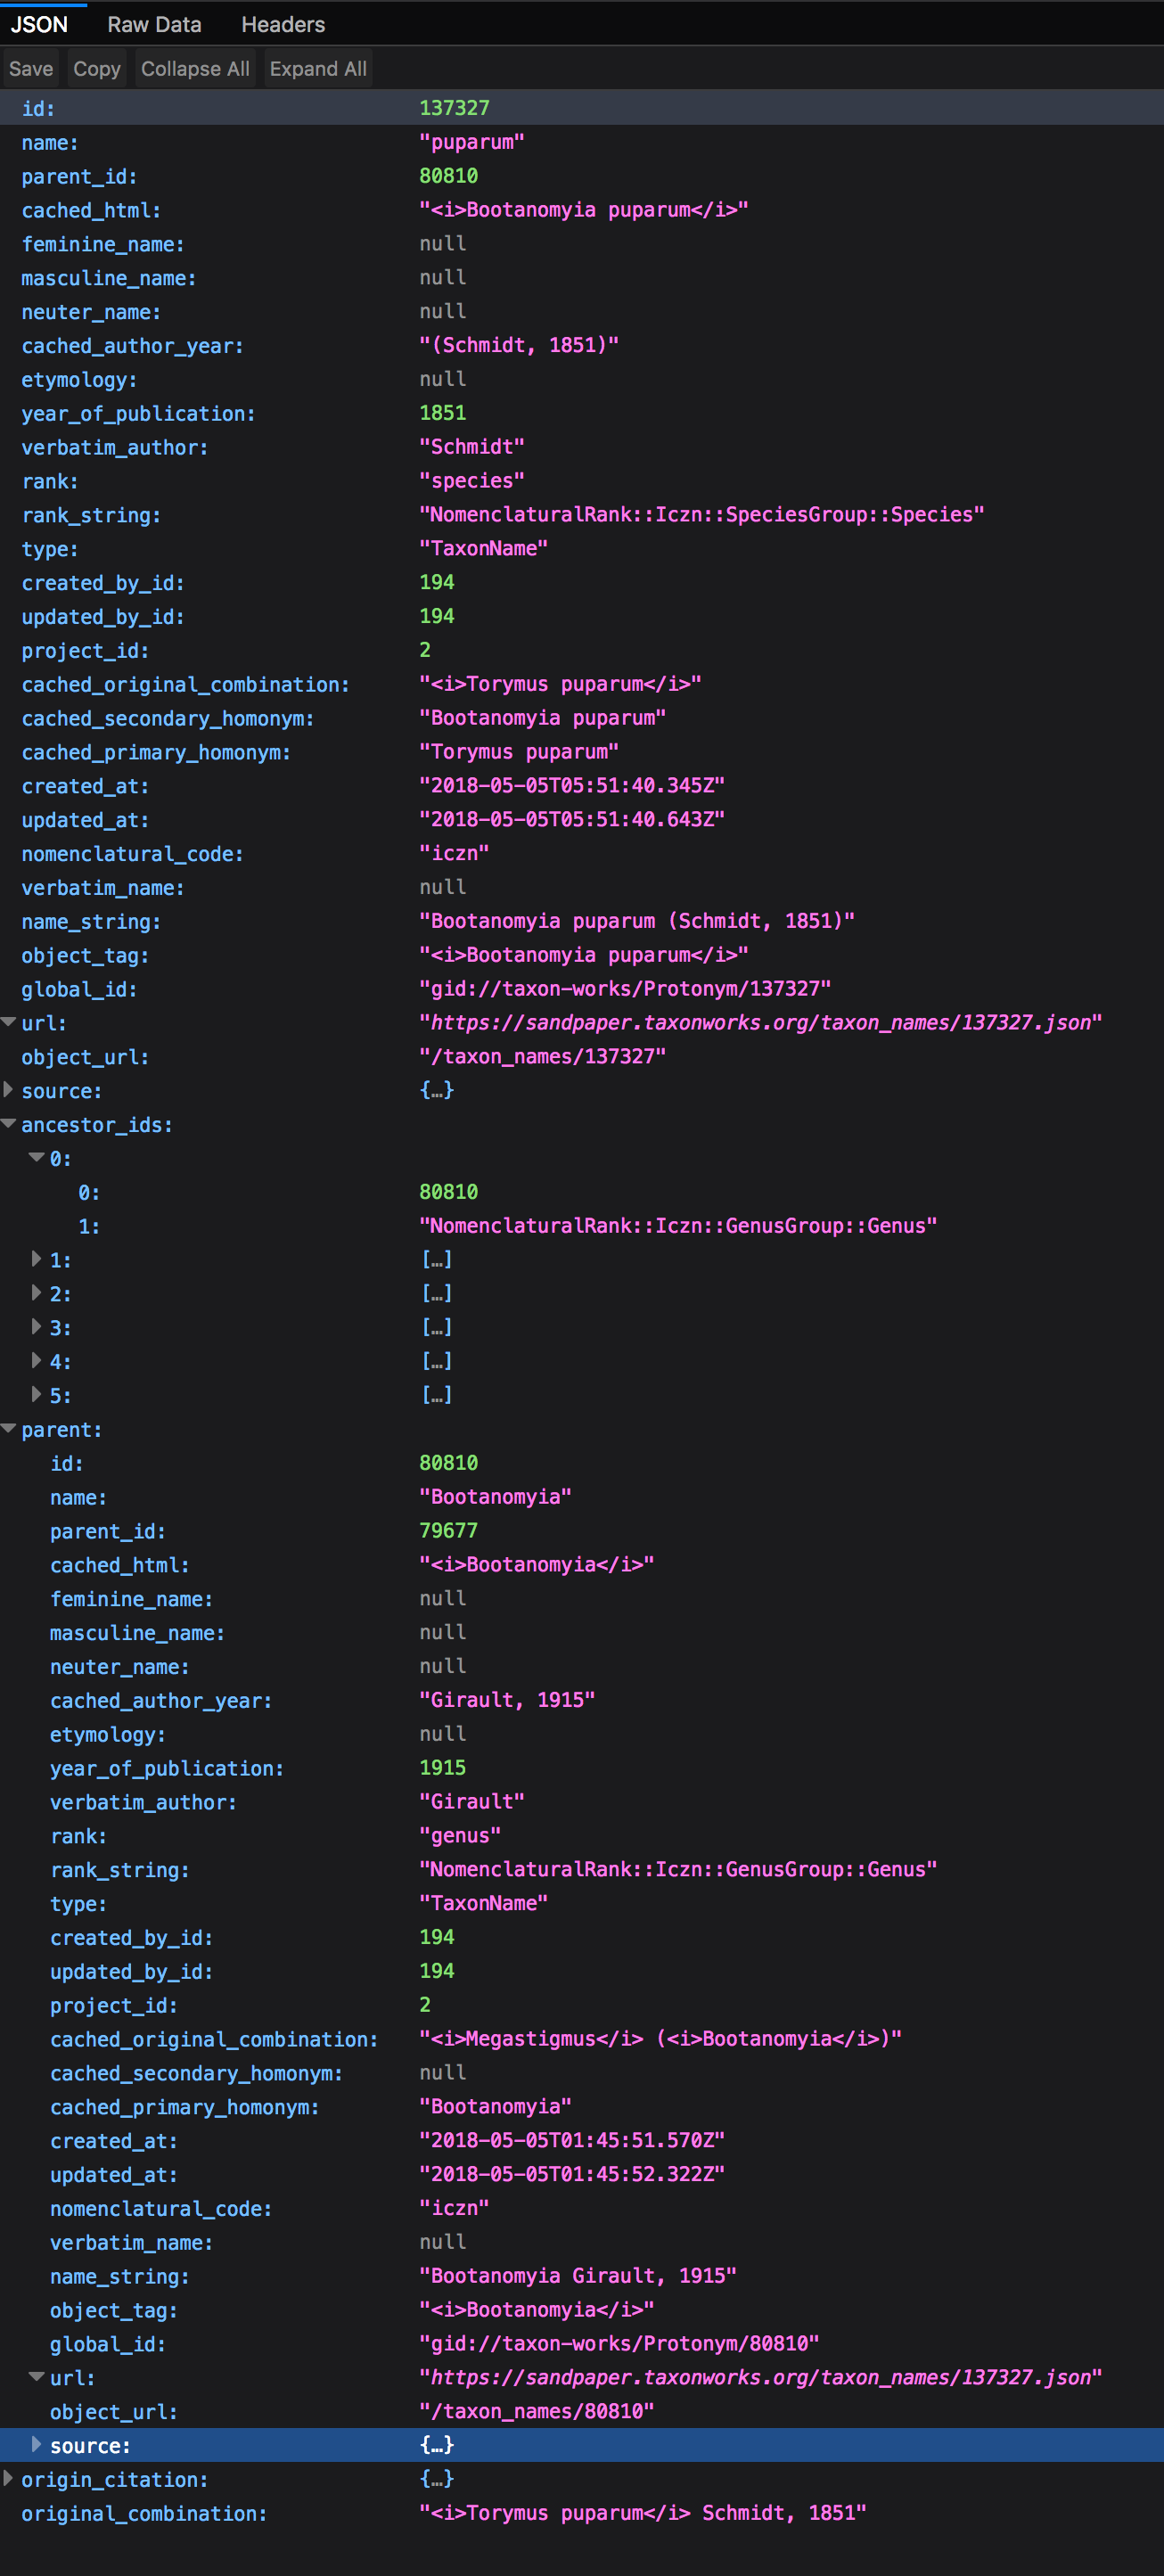 JSON Raw Data Headers
Save Copy Collapse All Expand All
id: 137327
name: "puparum"
parent_id: 80810
cached_html: "<i>Bootanomyia puparum</i>"
feminine_name: null
masculine_name: null
neuter_name: null
cached_author_year: "(Schmidt, 1851)"
etymology: null
year_of_publication: 1851
verbatim_author: "Schmidt"
rank: "species"
rank_string: "NomenclaturalRank::Iczn::SpeciesGroup::Species"
type: "TaxonName"
created_by_id: 194
updated_by_id: 194
project_id: 2
cached_original_combination: "<i>Torymus puparum</i>"
cached_secondary_homonym: "Bootanomyia puparum"
cached_primary_homonym: "Torymus puparum"
created_at: "2018-05-05T05:51:40.345Z"
updated_at: "2018-05-05T05:51:40.643Z"
nomenclatural_code: "iczn"
verbatim_name: null
name_string: "Bootanomyia puparum (Schmidt, 1851)"
object_tag: "<i>Bootanomyia puparum</i>"
global_id: "gid://taxon-works/Protonym/137327"
url: "https://sandpaper.taxonworks.org/taxon_names/137327.json"
object_url: "/taxon_names/137327"
source: {…}
ancestor_ids:
0:
0: 80810
1: "NomenclaturalRank::Iczn::GenusGroup::Genus"
1: […]
2: […]
3: […]
4: […]
5: […]
parent:
id: 80810
name: "Bootanomyia"
parent_id: 79677
cached_html: "<i>Bootanomyia</i>"
feminine_name: null
masculine_name: null
neuter_name: null
cached_author_year: "Girault, 1915"
etymology: null
year_of_publication: 1915
verbatim_author: "Girault"
rank: "genus"
rank_string: "NomenclaturalRank::Iczn::GenusGroup::Genus"
type: "TaxonName"
created_by_id: 194
updated_by_id: 194
project_id: 2
cached_original_combination: "<i>Megastigmus</i> (<i>Bootanomyia</i>)"
cached_secondary_homonym: null
cached_primary_homonym: "Bootanomyia"
created_at: "2018-05-05T01:45:51.570Z"
updated_at: "2018-05-05T01:45:52.322Z"
nomenclatural_code: "iczn"
verbatim_name: null
name_string: "Bootanomyia Girault, 1915"
object_tag: "<i>Bootanomyia</i>"
global_id: "gid://taxon-works/Protonym/80810"
url: "https://sandpaper.taxonworks.org/taxon_names/137327.json"
object_url: "/taxon_names/80810"
source: {…}
origin_citation: {…}
original_combination: "<i>Torymus puparum</i> Schmidt, 1851"